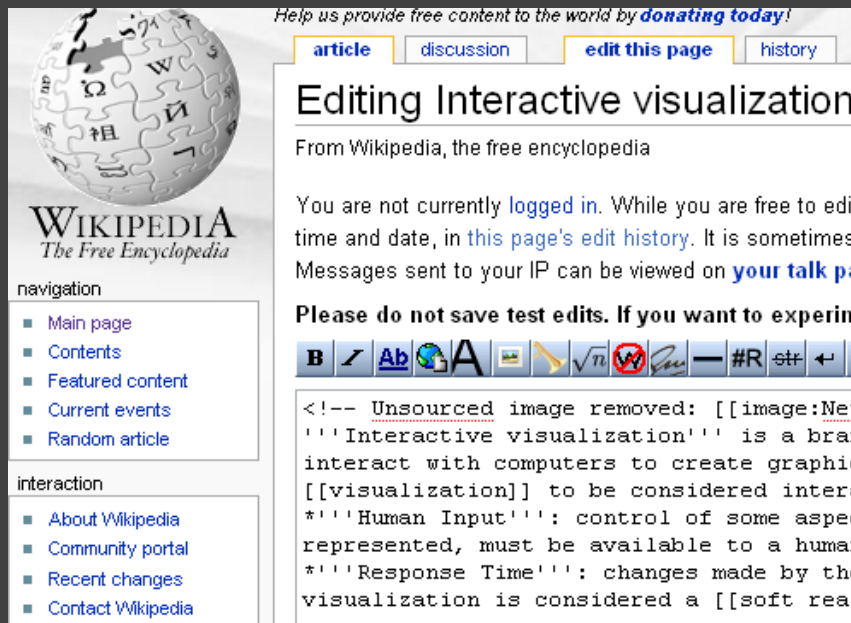 Help us provide free content to the world by donating today!
article discussion edit this page history
Editing Interactive visualization
From Wikipedia, the free encyclopedia
You are not currently logged in. While you are free to edi
time and date, in this page's edit history. It is sometimes
Messages sent to your IP can be viewed on your talk pa
Please do not save test edits. If you want to experim
B I Ab A √n W #R str
<!-- Unsourced image removed: [[image:Ne
'''Interactive visualization''' is a bra
interact with computers to create graphi
[[visualization]] to be considered inter
*'''Human Input''': control of some aspe
represented, must be available to a huma
*'''Response Time''': changes made by the
visualization is considered a [[soft rea
Ω W И 祖
WIKIPEDIA
The Free Encyclopedia
navigation
Main page
Contents
Featured content
Current events
Random article
interaction
About Wikipedia
Community portal
Recent changes
Contact Wikipedia